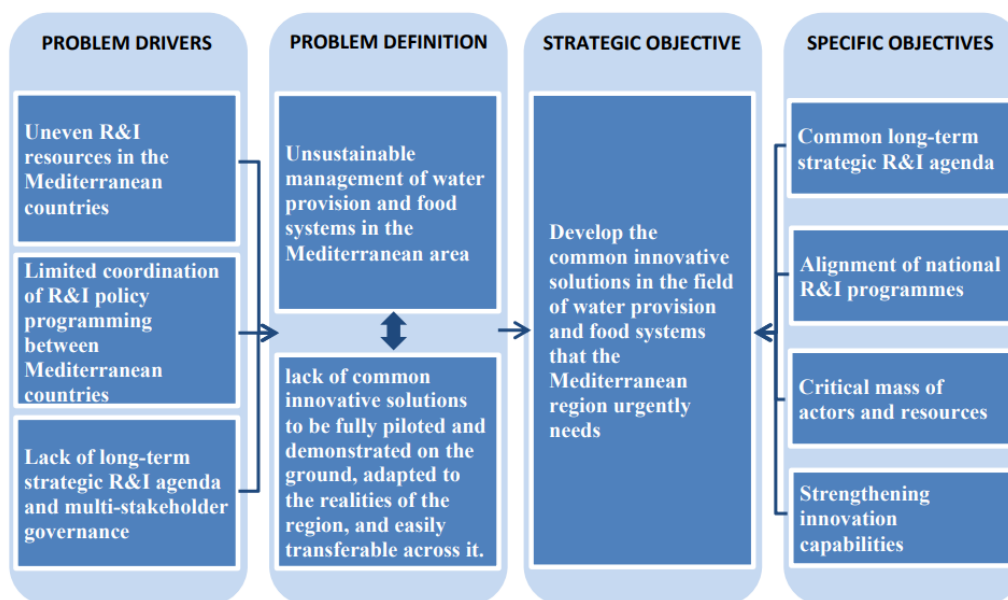 PROBLEM DRIVERS
Uneven R&I
resources in the
Mediterranean
countries
Limited coordination
of R&I policy
programming
between
Mediterranean
countries
Lack of long-term
strategic R&I agenda
and multi-stakeholder
governance
PROBLEM DEFINITION
Unsustainable
management of water
provision and food
systems in the
Mediterranean area
lack of common
innovative solutions
to be fully piloted and
demonstrated on the
ground, adapted to
the realities of the
region, and easily
transferable across it.
STRATEGIC OBJECTIVE
Develop the
common innovative
solutions in the field
of water provision
and food systems
that the
Mediterranean
region urgently
needs
SPECIFIC OBJECTIVES
Common long-term
strategic R&I agenda
Alignment of national
R&I programmes
Critical mass of
actors and resources
Strengthening
innovation
capabilities